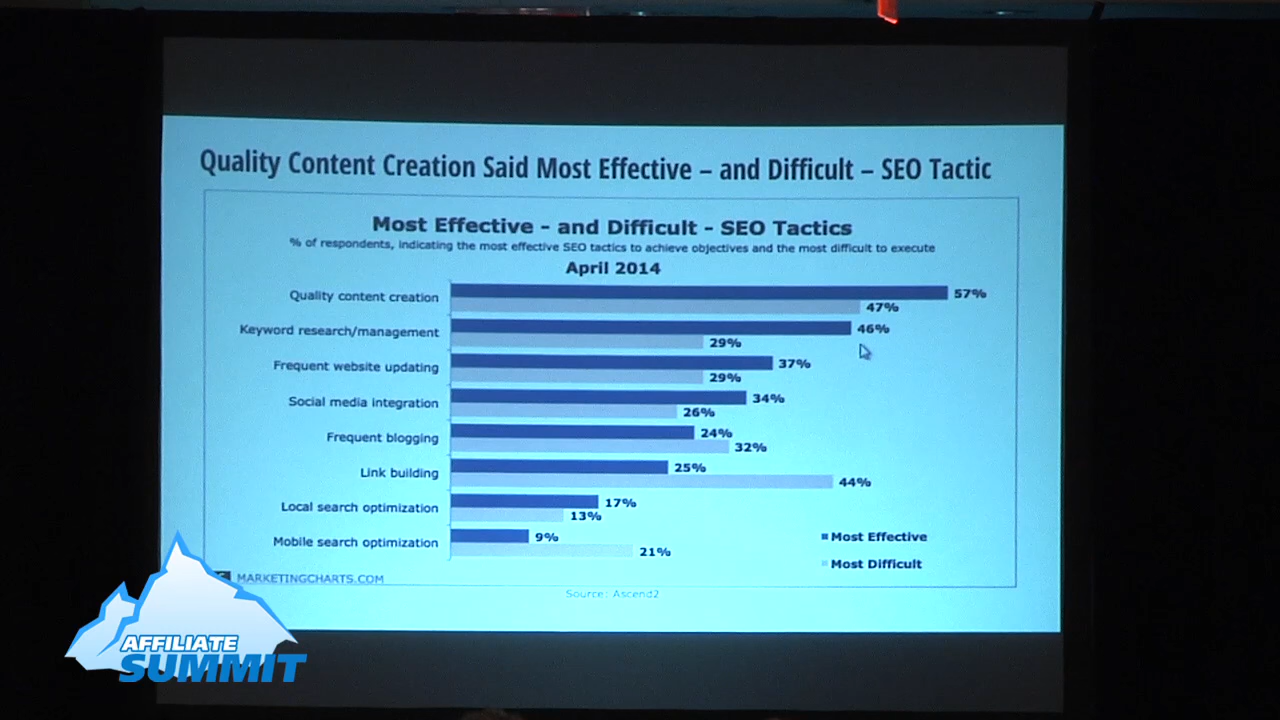 Quality Content Creation Said Most Effective – and Difficult – SEO Tactic
Most Effective - and Difficult - SEO Tactics
% of respondents, indicating the most effective SEO tactics to achieve objectives and the most difficult to execute
April 2014
Quality content creation 57%
47%
Keyword research/management 46%
29%
Frequent website updating 37%
29%
Social media integration 34%
26%
Frequent blogging 24%
32%
Link building 25%
44%
Local search optimization 17%
13%
Mobile search optimization 9%
21%
Most Effective
Most Difficult
MARKETINGCHARTS.COM
Source: Ascend2
AFFILIATE
SUMMIT